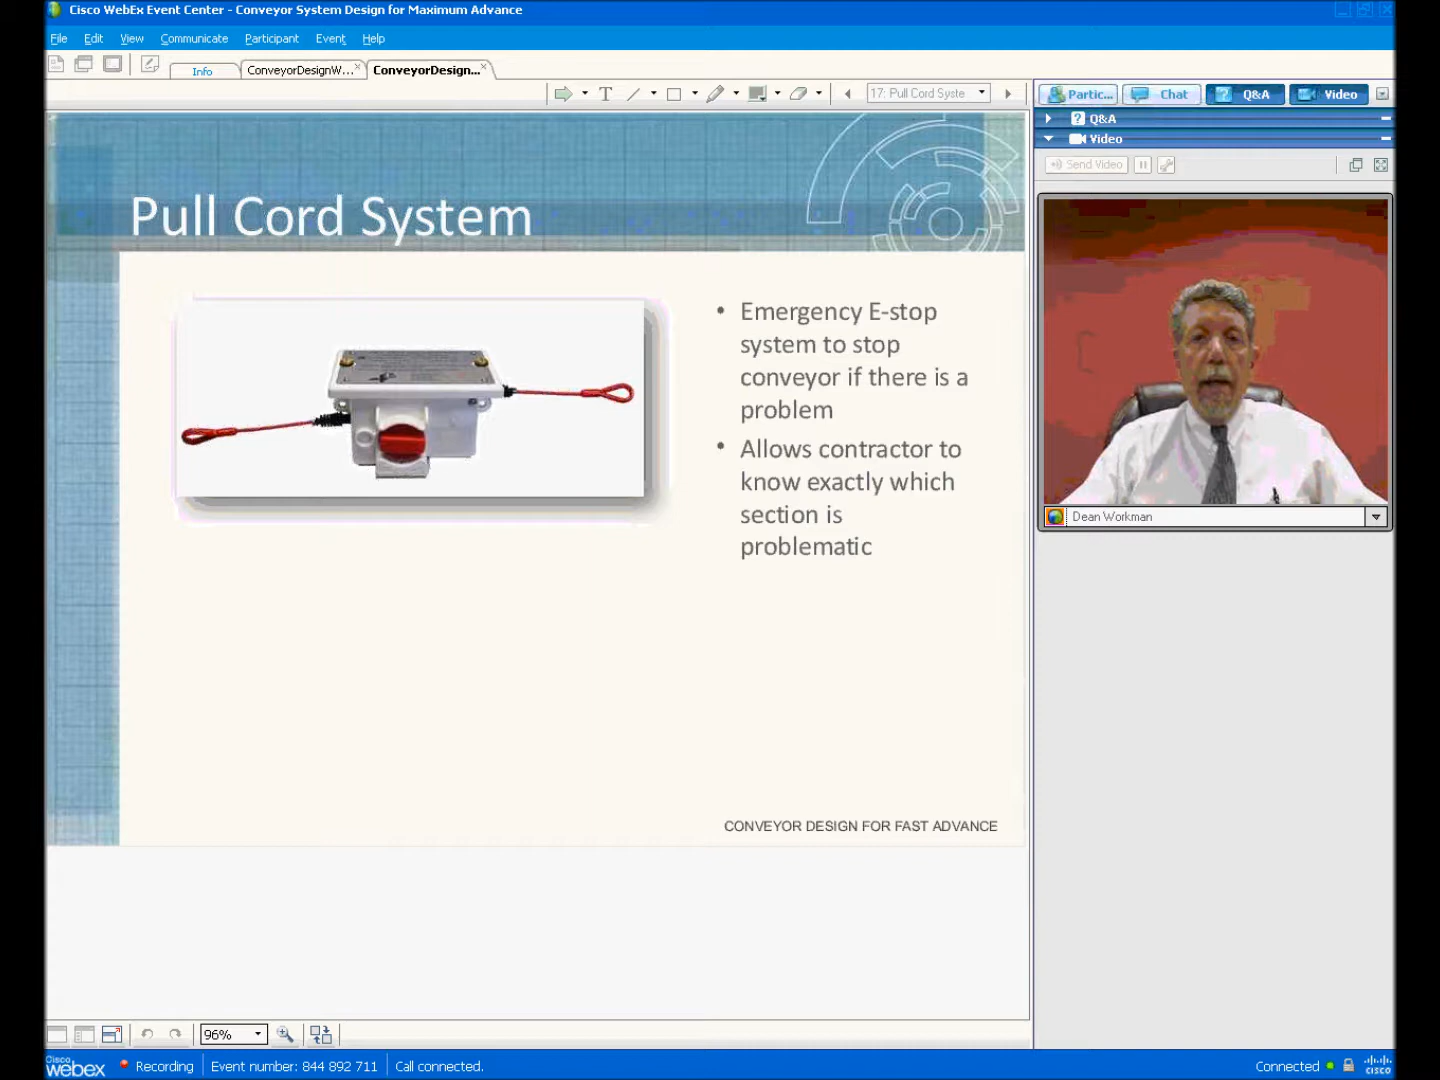 Cisco WebEx Event Center - Conveyor System Design for Maximum Advance
File Edit View Communicate Participant Event Help
Info ConveyorDesignW... ConveyorDesign...
T 17: Pull Cord Syste
Partic... Chat ? Q&A Video
? Q&A
Video
Send Video
Pull Cord System
• Emergency E-stop
system to stop
conveyor if there is a
problem
• Allows contractor to
know exactly which
section is
problematic
Dean Workman
CONVEYOR DESIGN FOR FAST ADVANCE
96%
Cisco webex Recording Event number: 844 892 711 Call connected. Connected cisco